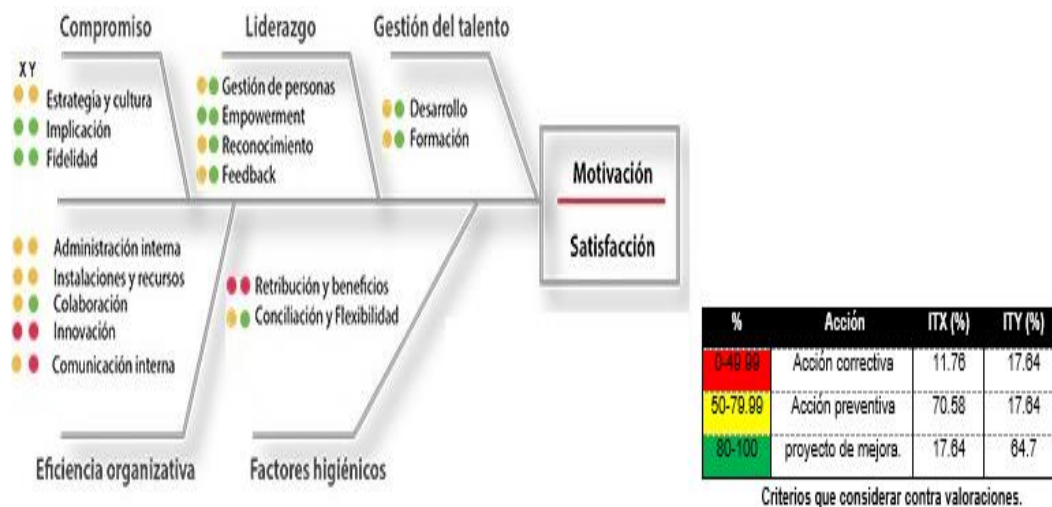 Compromiso
Liderazgo
Gestión del talento
X Y
Estrategia y cultura
Implicación
Fidelidad
Gestión de personas
Empowerment
Reconocimiento
Feedback
Desarrollo
Formación
Motivación
Satisfacción
Administración interna
Instalaciones y recursos
Colaboración
Innovación
Comunicación interna
Retribución y beneficios
Conciliación y Flexibilidad
Eficiencia organizativa
Factores higiénicos
% Acción ITX (%) ITY (%)
0-49.99 Acción correctiva 11.76 17.64
50-79.99 Acción preventiva 70.58 17.64
80-100 proyecto de mejora. 17.64 64.7
Criterios que considerar contra valoraciones.